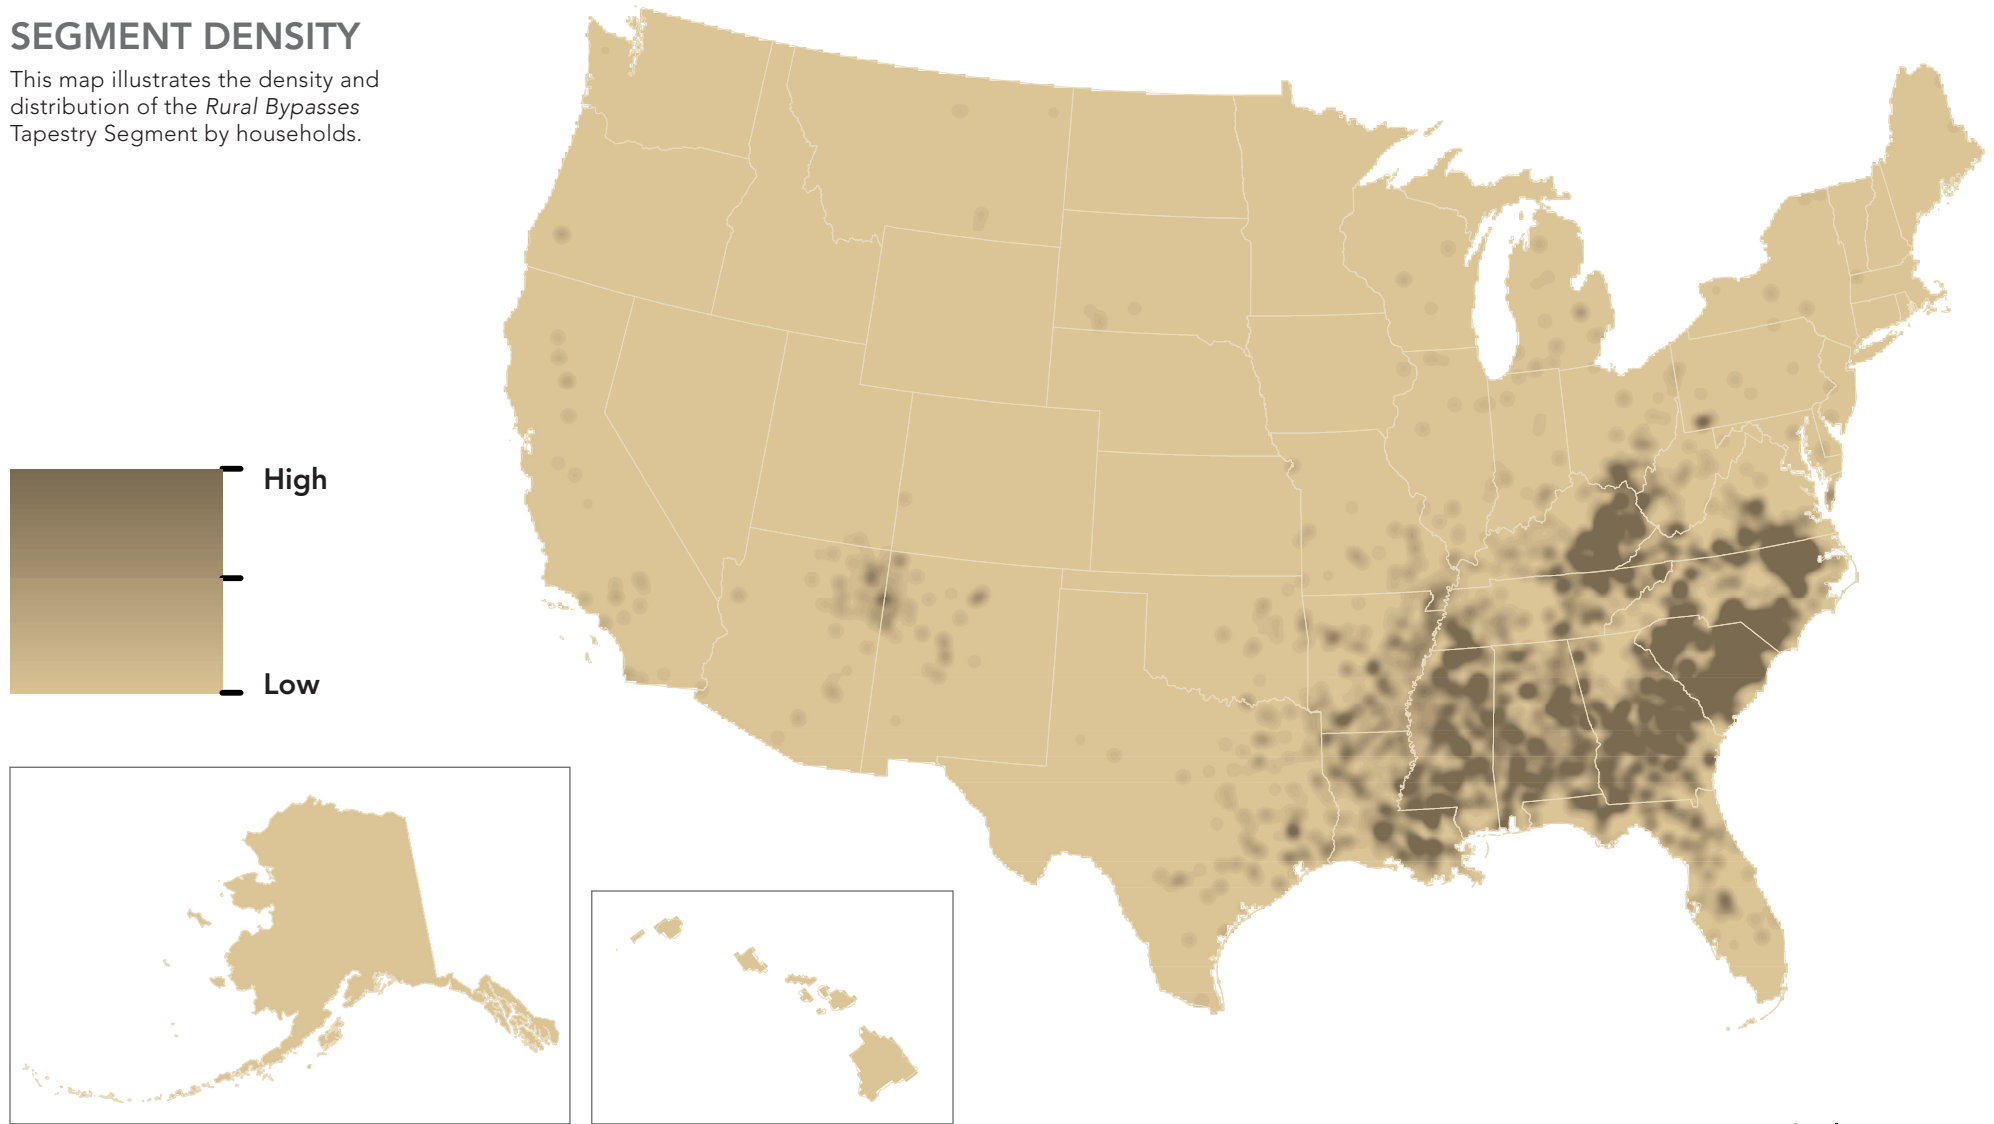 SEGMENT DENSITY
This map illustrates the density and
distribution of the Rural Bypasses
Tapestry Segment by households.
High
Low